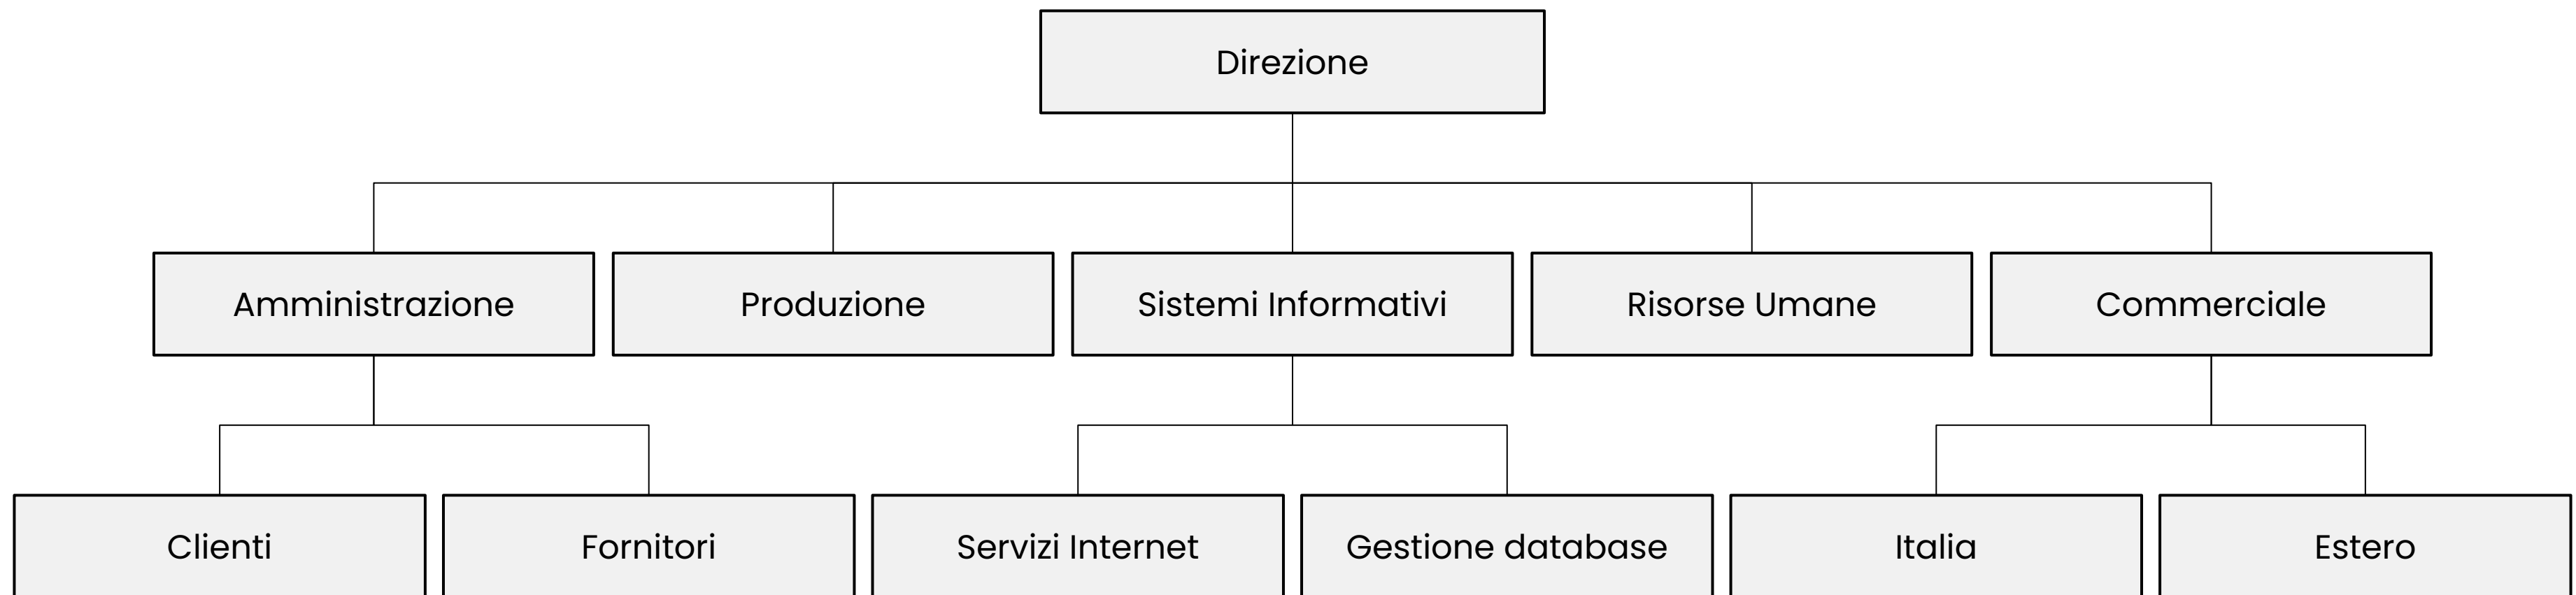 Direzione
Amministrazione
Produzione
Sistemi Informativi
Risorse Umane
Commerciale
Clienti
Fornitori
Servizi Internet
Gestione database
Italia
Estero